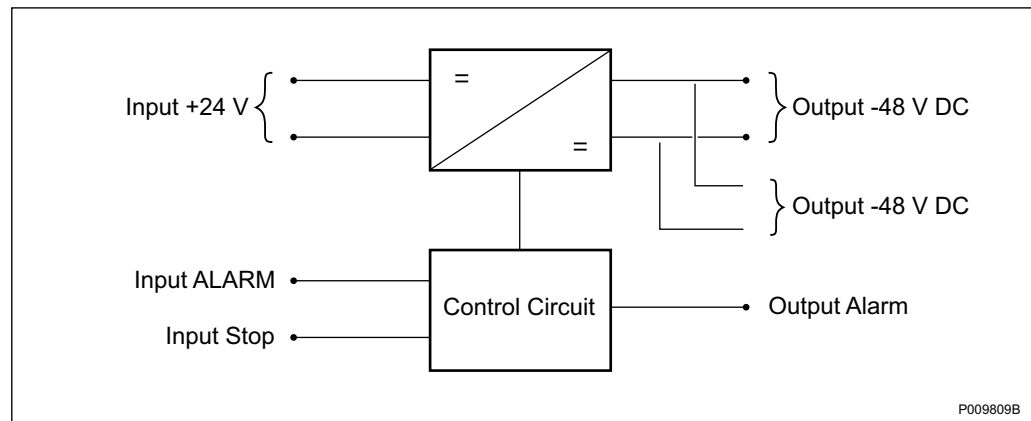 =
=
Input +24 V
Output -48 V DC
Output -48 V DC
Input ALARM
Input Stop
Control Circuit
Output Alarm
P009809B